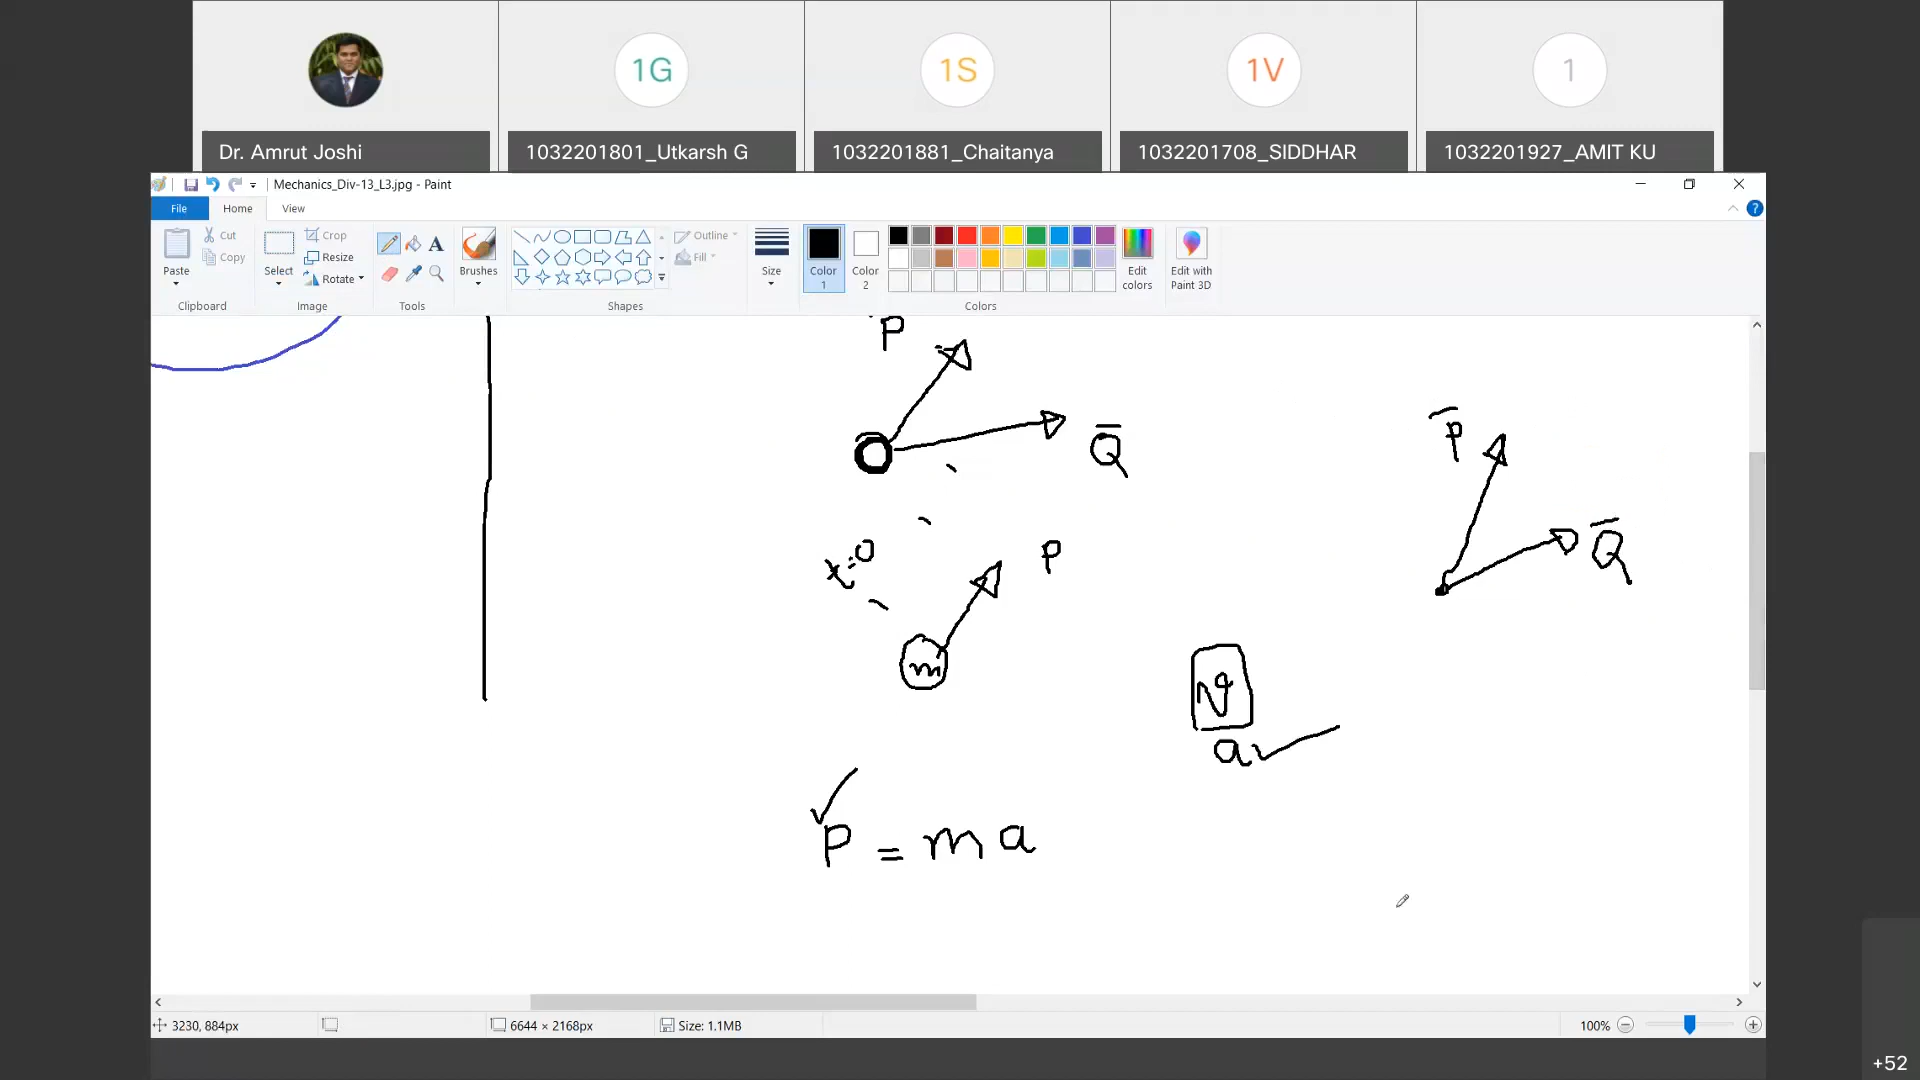 1G
1S
1V
1
Dr. Amrut Joshi
1032201801_Utkarsh G
1032201881_Chaitanya
1032201708_SIDDHAR
1032201927_AMIT KU
Mechanics_Div-13_L3.jpg - Paint
File
Home
View
Paste
Cut
Copy
Clipboard
Select
Crop
Resize
Rotate
Image
A
Tools
Brushes
Outline
Fill
Shapes
Size
Color
1
Color
2
Edit
colors
Colors
Edit with
Paint 3D
?
P
Q̅
P̅
Q̅
t=0
P
m
v
a
P = m a
3230, 884px
6644 × 2168px
Size: 1.1MB
100%
+52